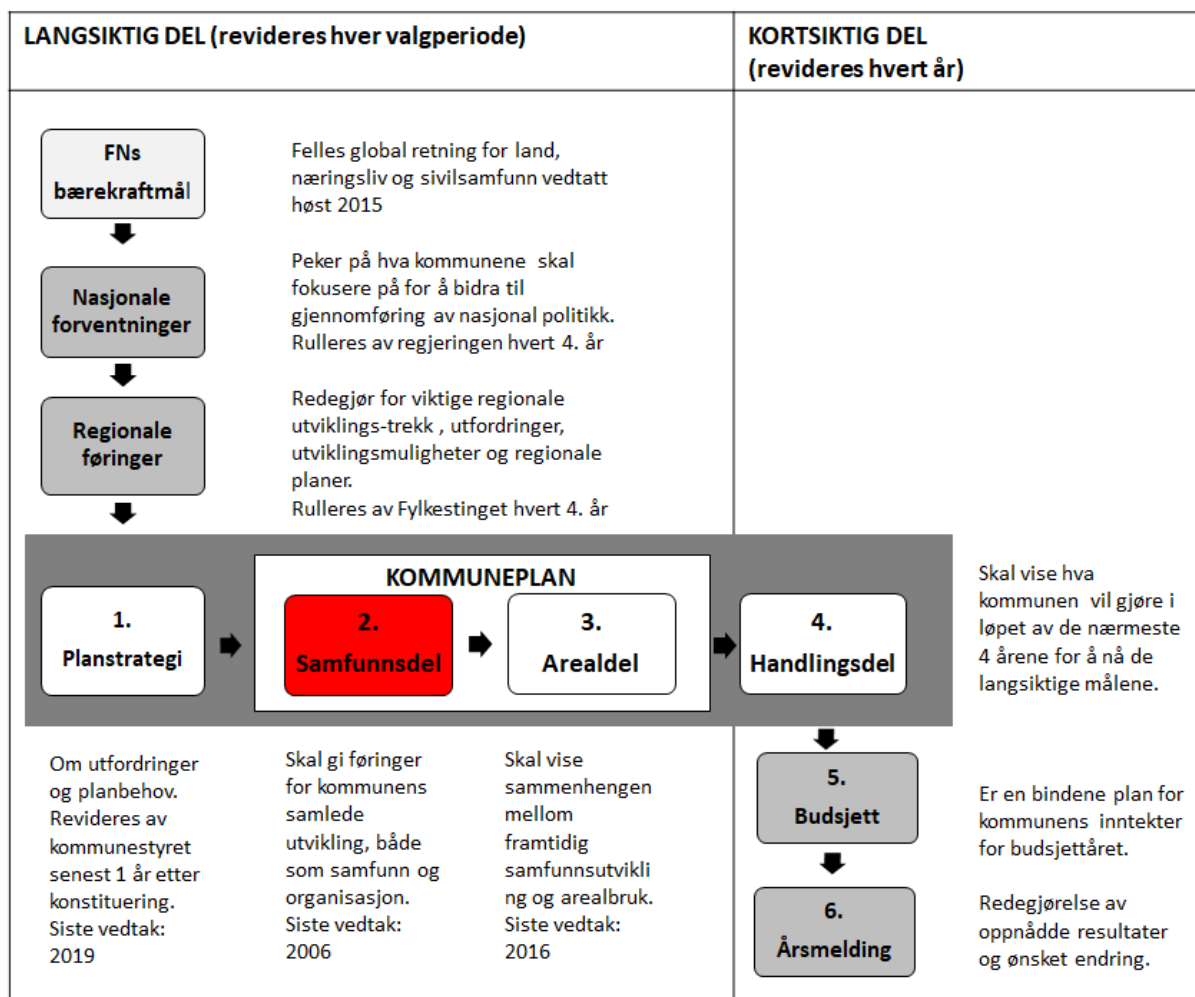 LANGSIKTIG DEL (revideres hver valgperiode)
KORTSIKTIG DEL
(revideres hvert år)
FNs
bærekraftmål
Felles global retning for land,
næringsliv og sivilsamfunn vedtatt
høst 2015
Nasjonale
forventninger
Peker på hva kommunene skal
fokusere på for å bidra til
gjennomføring av nasjonal politikk.
Rulleres av regjeringen hvert 4. år
Regionale
føringer
Redegjør for viktige regionale
utviklings-trekk , utfordringer,
utviklingsmuligheter og regionale
planer.
Rulleres av Fylkestinget hvert 4. år
KOMMUNEPLAN
1.
Planstrategi
2.
Samfunnsdel
3.
Arealdel
4.
Handlingsdel
Skal vise hva
kommunen vil gjøre i
løpet av de nærmeste
4 årene for å nå de
langsiktige målene.
Om utfordringer
og planbehov.
Revideres av
kommunestyret
senest 1 år etter
konstituering.
Siste vedtak:
2019
Skal gi føringer
for kommunens
samlede
utvikling, både
som samfunn og
organisasjon.
Siste vedtak:
2006
Skal vise
sammenhengen
mellom
framtidig
samfunnsutvikli
ng og arealbruk.
Siste vedtak:
2016
5.
Budsjett
Er en bindene plan for
kommunens inntekter
for budsjettåret.
6.
Årsmelding
Redegjørelse av
oppnådde resultater
og ønsket endring.